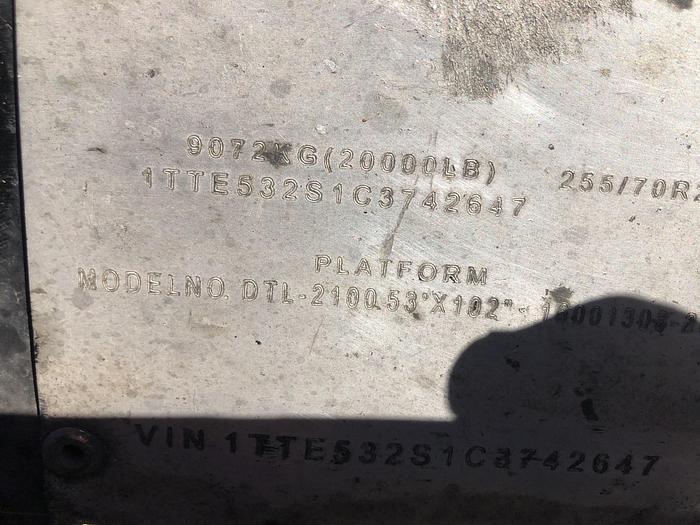 9072KG(20000LB) 255/70R
1TTE532S1C3742647
PLATFORM
MODELNO. DTL-2100 53'X102"
VIN 1TTE532S1C3742647